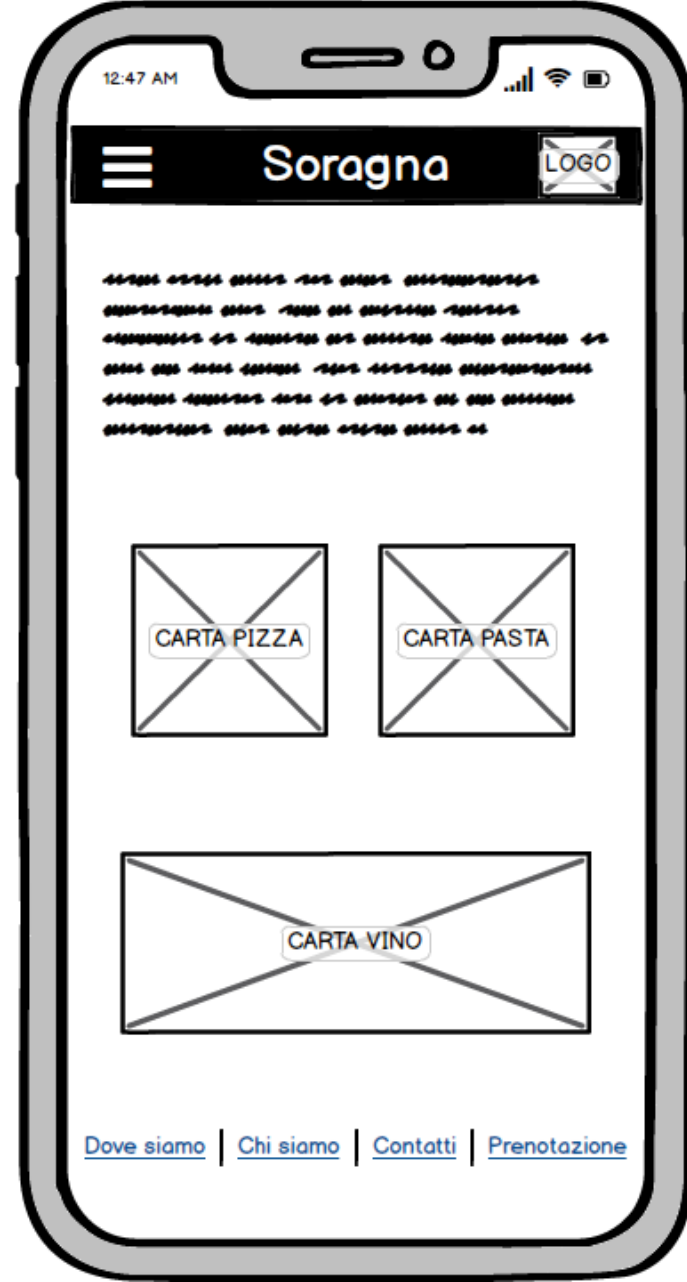 12:47 AM
Soragna
LOGO
CARTA PIZZA
CARTA PASTA
CARTA VINO
Dove siamo | Chi siamo | Contatti | Prenotazione